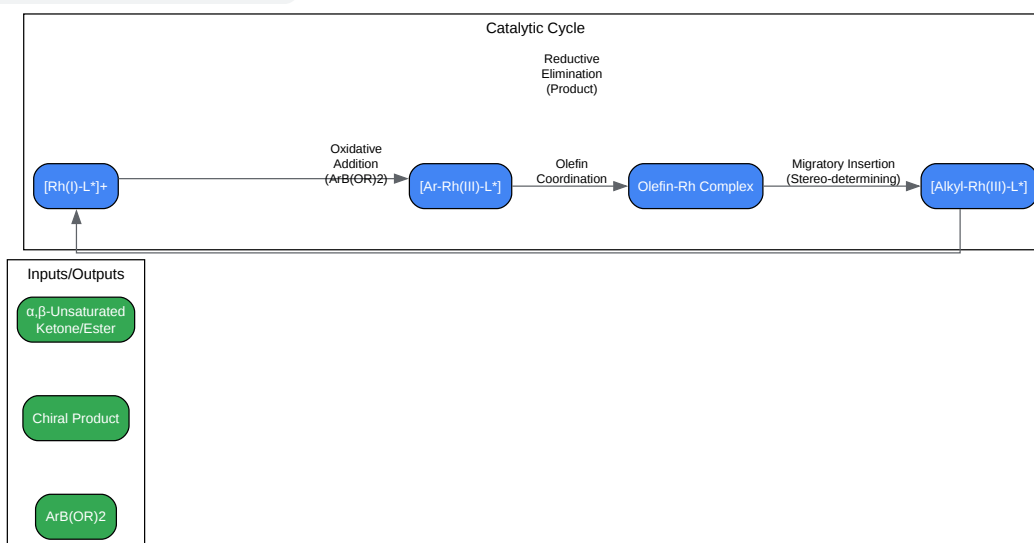 Catalytic Cycle
Reductive
Elimination
(Product)
Oxidative
Addition
(ArB(OR)2)
Olefin
Coordination
Migratory Insertion
(Stereo-determining)
[Rh(I)-L*]+
[Ar-Rh(III)-L*]
Olefin-Rh Complex
[Alkyl-Rh(III)-L*]
Inputs/Outputs
α,β-Unsaturated
Ketone/Ester
Chiral Product
ArB(OR)2